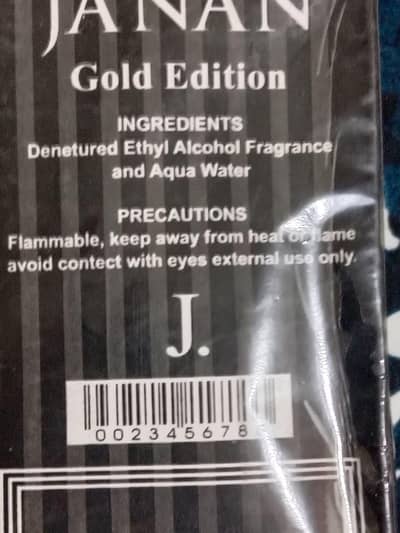 JANAN
Gold Edition
INGREDIENTS
Denetured Ethyl Alcohol Fragrance
and Aqua Water
PRECAUTIONS
Flammable, keep away from heat or flame
avoid contect with eyes external use only.
J.
002345678